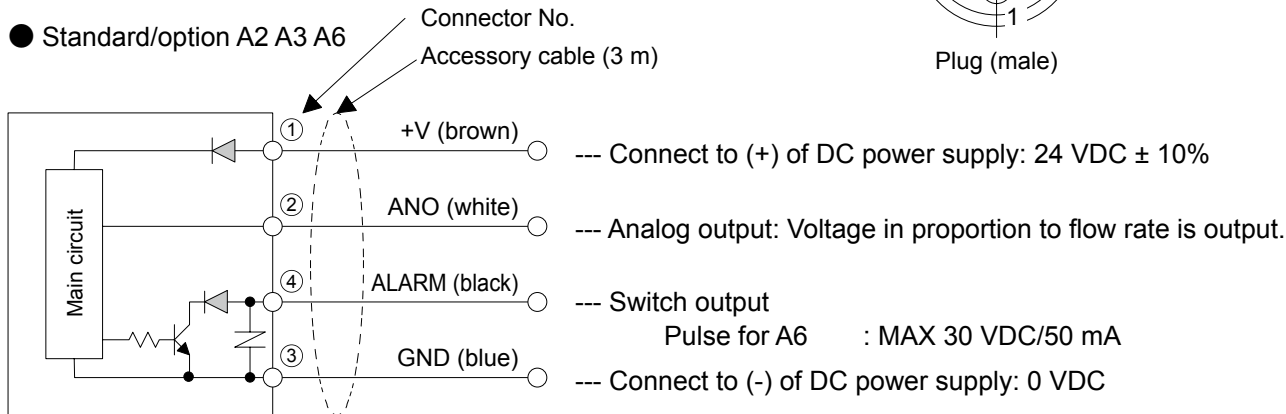 Connector No.
1
● Standard/option A2 A3 A6
Accessory cable (3 m)
Plug (male)
① +V (brown) --- Connect to (+) of DC power supply: 24 VDC ± 10%
② ANO (white) --- Analog output: Voltage in proportion to flow rate is output.
Main circuit
④ ALARM (black) --- Switch output
Pulse for A6 : MAX 30 VDC/50 mA
③ GND (blue) --- Connect to (-) of DC power supply: 0 VDC